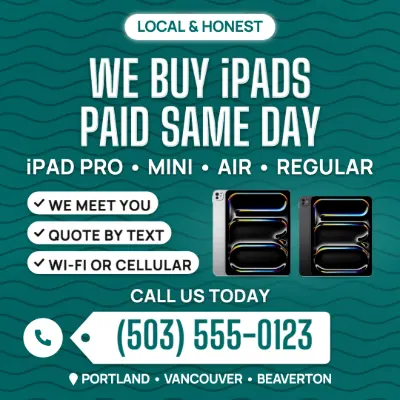 LOCAL & HONEST
WE BUY iPADS
PAID SAME DAY
iPAD PRO • MINI • AIR • REGULAR
WE MEET YOU
QUOTE BY TEXT
WI-FI OR CELLULAR
CALL US TODAY
(503) 555-0123
PORTLAND • VANCOUVER • BEAVERTON